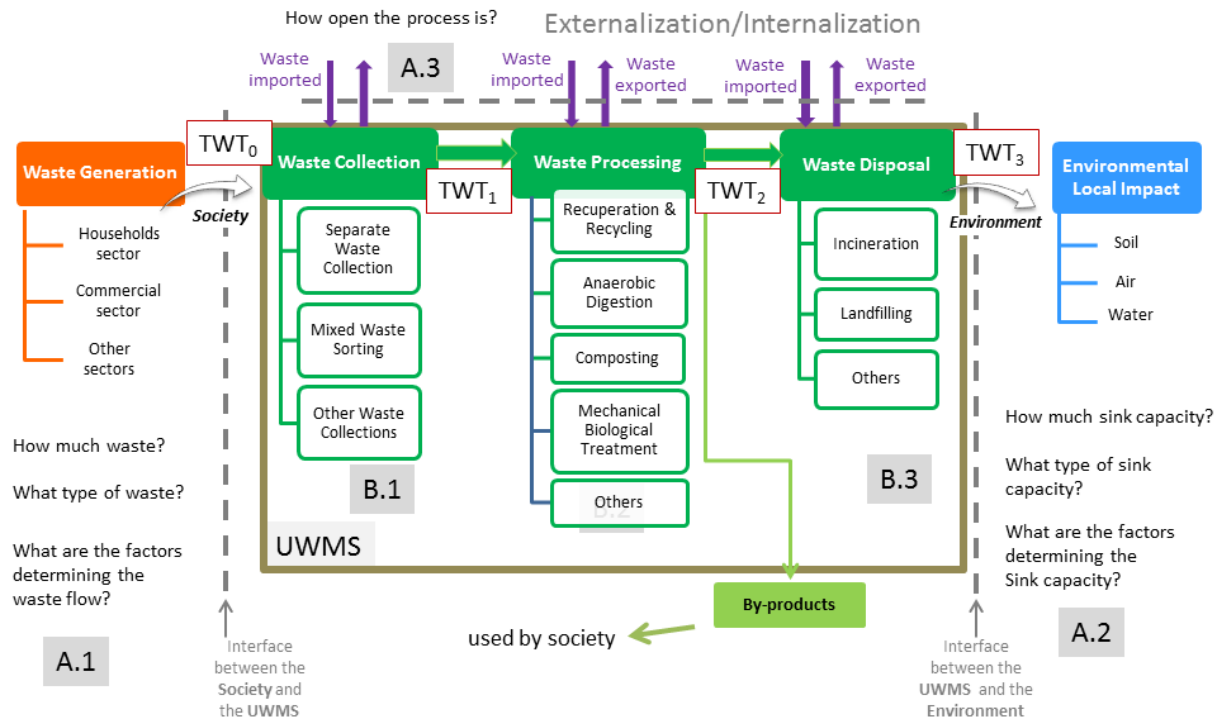 How open the process is?
Externalization/Internalization
A.3
Waste
imported
Waste
imported
Waste
exported
Waste
imported
Waste
exported
TWT₀
TWT₁
TWT₂
TWT₃
Waste Generation
Society
Households
sector
Commercial
sector
Other
sectors
Waste Collection
Separate
Waste
Collection
Mixed Waste
Sorting
Other Waste
Collections
B.1
Waste Processing
Recuperation &
Recycling
Anaerobic
Digestion
Composting
Mechanical
Biological
Treatment
Others
B.2
Waste Disposal
Incineration
Landfilling
Others
B.3
Environment
Environmental
Local Impact
Soil
Air
Water
How much waste?
What type of waste?
What are the factors
determining the
waste flow?
A.1
UWMS
By-products
used by society
How much sink capacity?
What type of sink
capacity?
What are the factors
determining the
Sink capacity?
A.2
Interface
between the
Society and
the UWMS
Interface
between the
UWMS and the
Environment